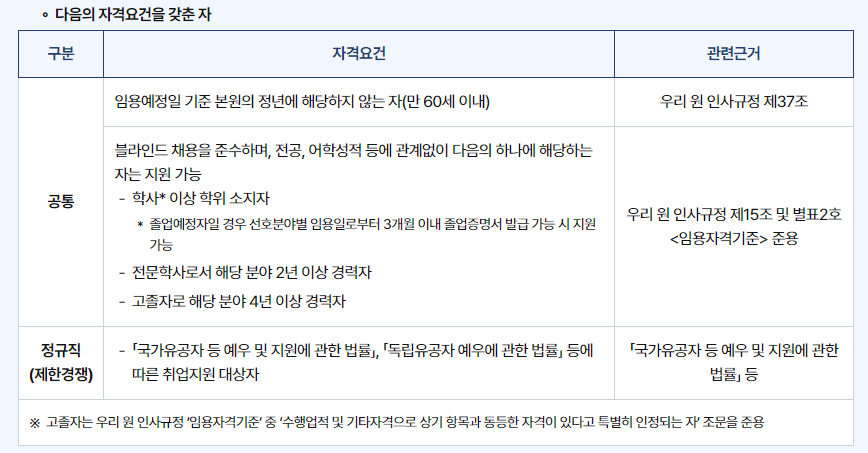 ∘ 다음의 자격요건을 갖춘 자
구분 자격요건 관련근거
임용예정일 기준 본원의 정년에 해당하지 않는 자(만 60세 이내) 우리 원 인사규정 제37조
공통
블라인드 채용을 준수하며, 전공, 어학성적 등에 관계없이 다음의 하나에 해당하는
자는 지원 가능
- 학사* 이상 학위 소지자
* 졸업예정자일 경우 선호분야별 임용일로부터 3개월 이내 졸업증명서 발급 가능 시 지원
가능
- 전문학사로서 해당 분야 2년 이상 경력자
- 고졸자로 해당 분야 4년 이상 경력자
우리 원 인사규정 제15조 및 별표2호
<임용자격기준> 준용
정규직
(제한경쟁)
- 「국가유공자 등 예우 및 지원에 관한 법률」, 「독립유공자 예우에 관한 법률」 등에
따른 취업지원 대상자
「국가유공자 등 예우 및 지원에 관한
법률」 등
※ 고졸자는 우리 원 인사규정 '임용자격기준' 중 '수행업적 및 기타자격으로 상기 항목과 동등한 자격이 있다고 특별히 인정되는 자' 조문을 준용